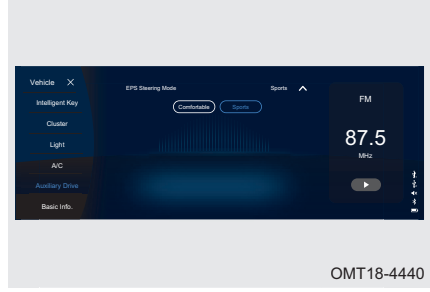 Vehicle
EPS Steering Mode
Sports
Intelligent Key
Comfortable
Sports
Cluster
Light
A/C
Auxiliary Drive
Basic Info.
FM
87.5
MHz
OMT18-4440